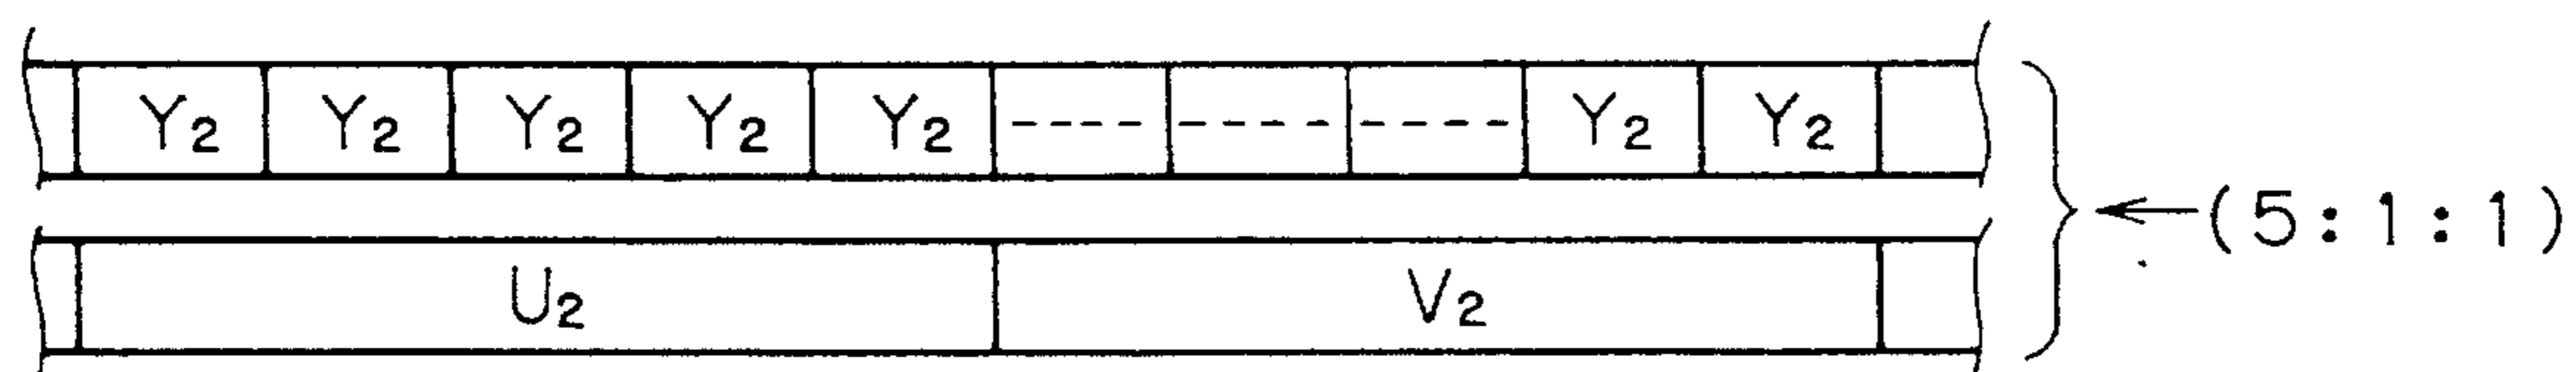 Y₂ Y₂ Y₂ Y₂ Y₂ ----- ----- ----- Y₂ Y₂
(5:1:1)
U₂ V₂